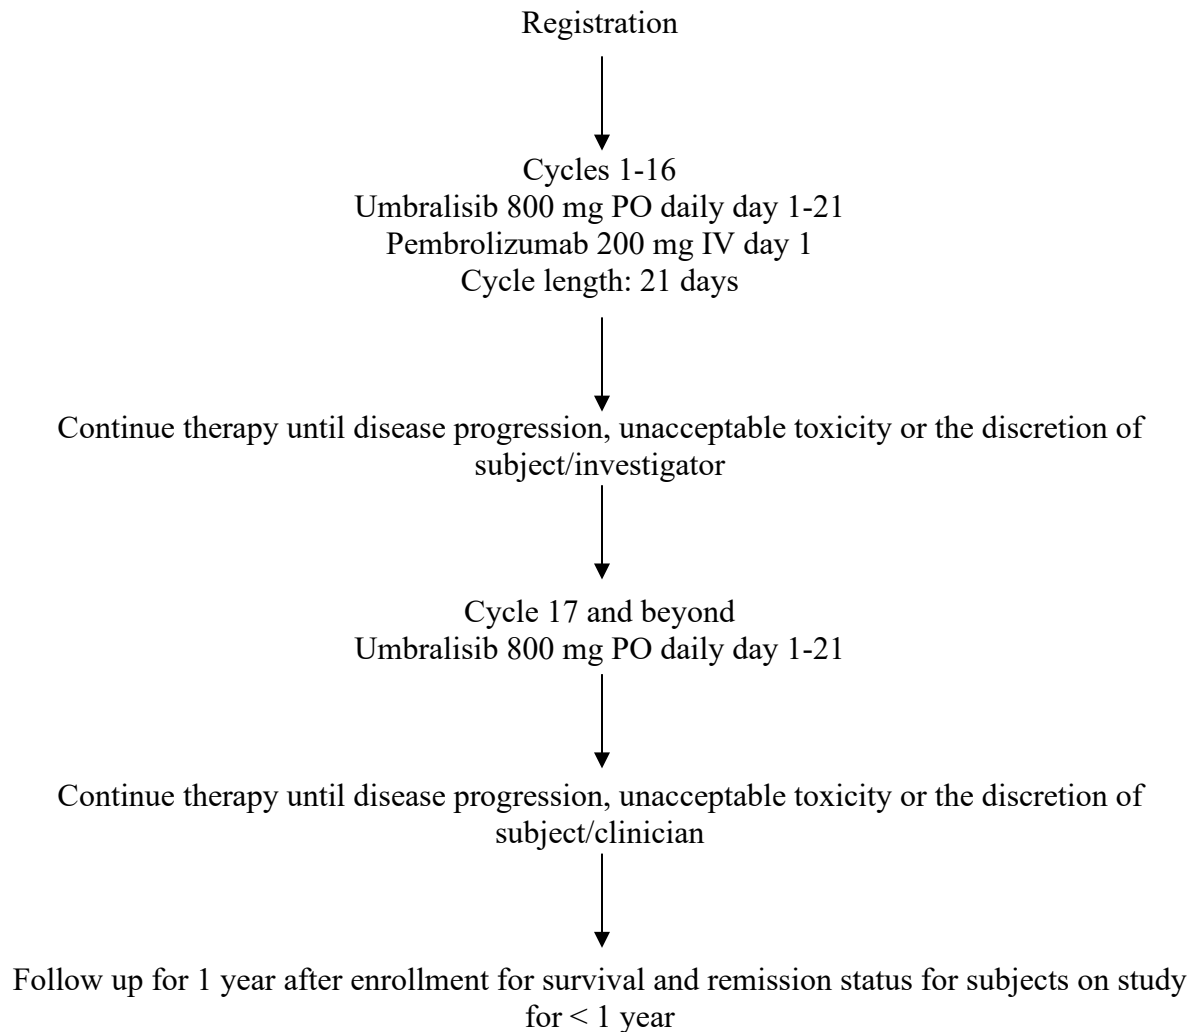 Registration
Cycles 1-16
Umbralisib 800 mg PO daily day 1-21
Pembrolizumab 200 mg IV day 1
Cycle length: 21 days
Continue therapy until disease progression, unacceptable toxicity or the discretion of
subject/investigator
Cycle 17 and beyond
Umbralisib 800 mg PO daily day 1-21
Continue therapy until disease progression, unacceptable toxicity or the discretion of
subject/clinician
Follow up for 1 year after enrollment for survival and remission status for subjects on study
for < 1 year